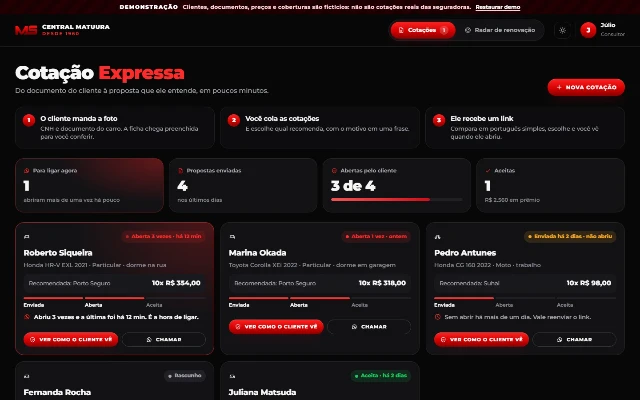 DEMONSTRAÇÃO Clientes, documentos, preços e coberturas são fictícios: não são cotações reais das seguradoras. Restaurar demo
MS CENTRAL MATUURA
DESDE 1960
Cotações 1
Radar de renovação
J Júlio
Consultor
Cotação Expressa
Do documento do cliente à proposta que ele entende, em poucos minutos.
+ NOVA COTAÇÃO
1 O cliente manda a foto
CNH e documento do carro. A ficha chega preenchida
para você conferir.
2 Você cola as cotações
E escolhe qual recomenda, com o motivo em uma frase.
3 Ele recebe um link
Compara em português simples, escolhe e você vê
quando ele abriu.
Para ligar agora
1
abriram mais de uma vez há pouco
Propostas enviadas
4
nos últimos dias
Abertas pelo cliente
3 de 4
Aceitas
1
R$ 2.560 em prêmio
Aberta 3 vezes · há 12 min
Roberto Siqueira
Honda HR-V EXL 2021 · Particular · dorme na rua
Recomendada: Porto Seguro 10x R$ 354,00
Enviada Aberta Aceita
Abriu 3 vezes e a última foi há 12 min. É a hora de ligar.
VER COMO O CLIENTE VÊ
CHAMAR
Aberta 1 vez · ontem
Marina Okada
Toyota Corolla XEi 2022 · Particular · dorme em garagem
Recomendada: Porto Seguro 10x R$ 318,00
Enviada Aberta Aceita
VER COMO O CLIENTE VÊ
CHAMAR
Enviada há 2 dias · não abriu
Pedro Antunes
Honda CG 160 2022 · Moto · trabalho
Recomendada: Suhai 10x R$ 98,00
Enviada Aberta Aceita
Sem abrir há mais de um dia. Vale reenviar o link.
VER COMO O CLIENTE VÊ
CHAMAR
Rascunho
Fernanda Rocha
Aceita · há 3 dias
Juliana Matsuda